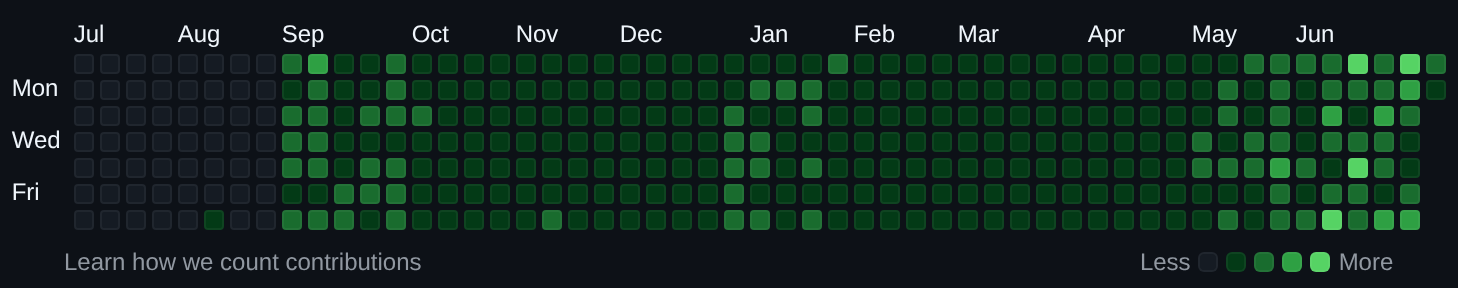 Jul Aug Sep Oct Nov Dec Jan Feb Mar Apr May Jun
Mon
Wed
Fri
Learn how we count contributions Less More